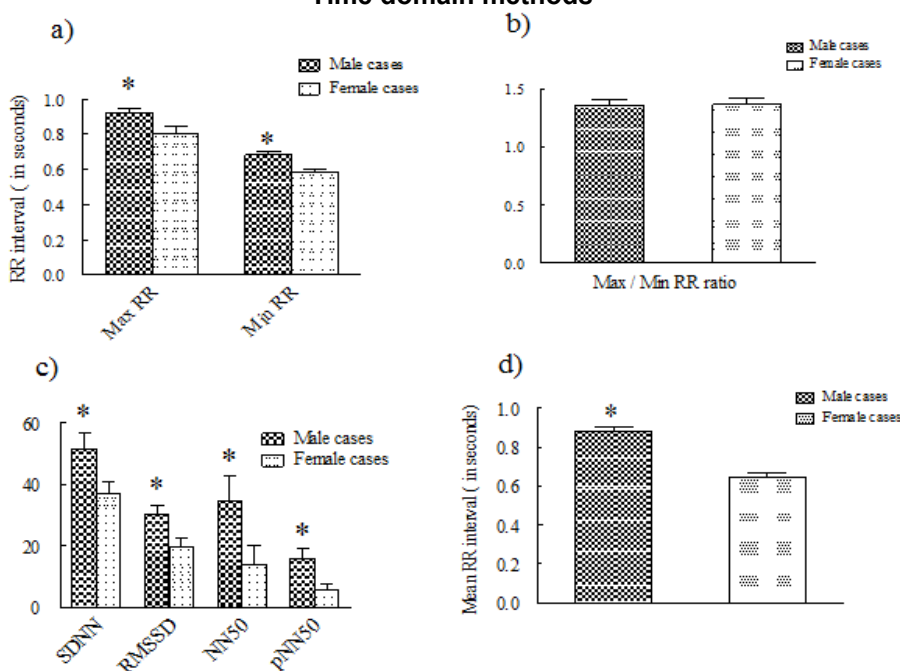 Time domain methods
a)
Male cases
Female cases
RR interval ( in seconds)
1.0
0.8
0.6
0.4
0.2
0.0
*
*
Max RR
Min RR
b)
Male cases
Female cases
1.5
1.0
0.5
0.0
Max / Min RR ratio
c)
Male cases
Female cases
60
40
20
0
*
*
*
*
SDNN
RMSSD
NN50
pNN50
d)
Male cases
Female cases
Mean RR interval ( in seconds)
1.0
0.8
0.6
0.4
0.2
0.0
*